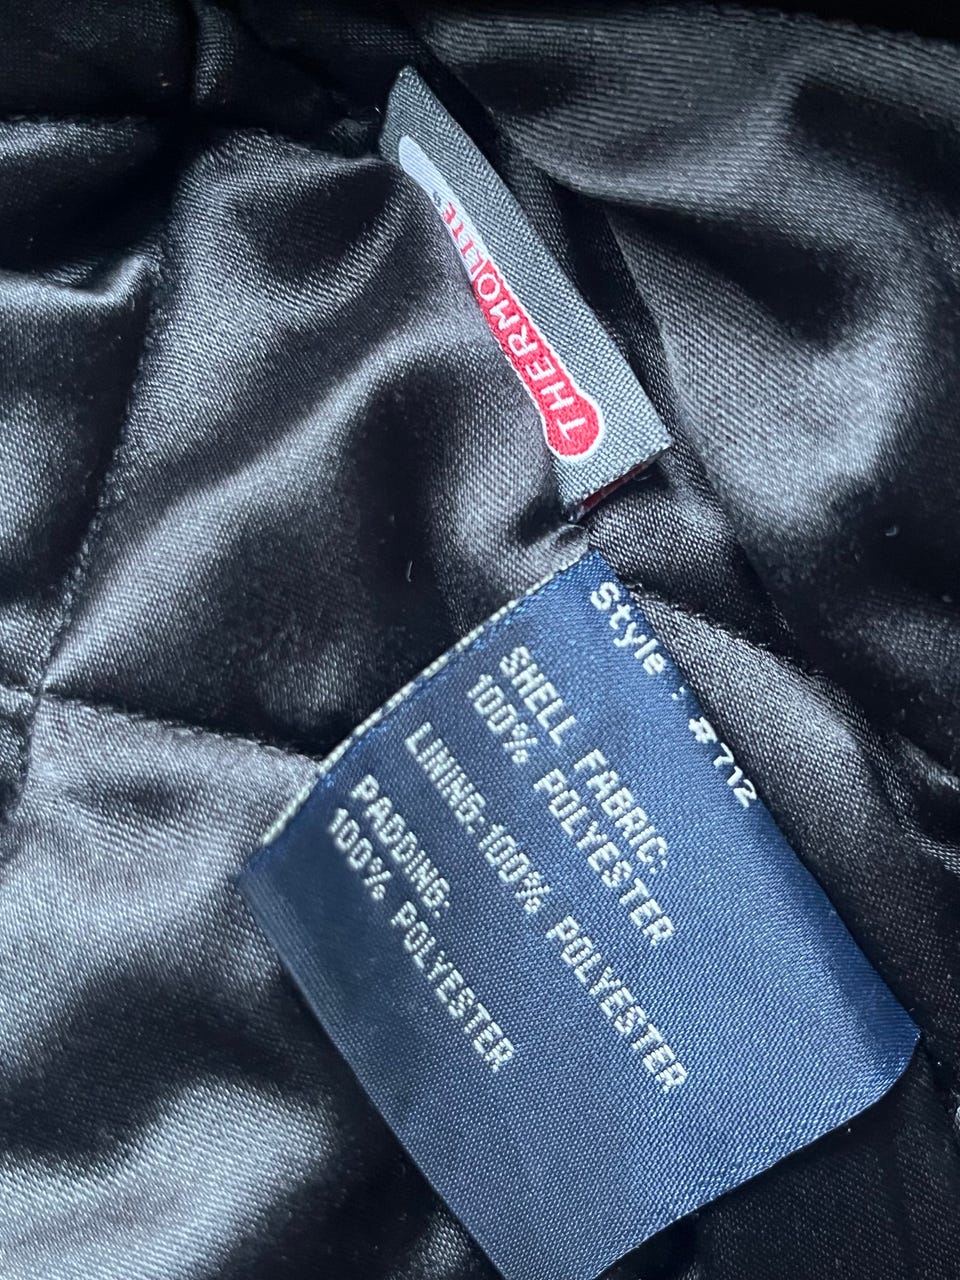 THERMOLITE
Style : #712
SHELL FABRIC:
100% POLYESTER
LINING:100% POLYESTER
PADDING:
100% POLYESTER